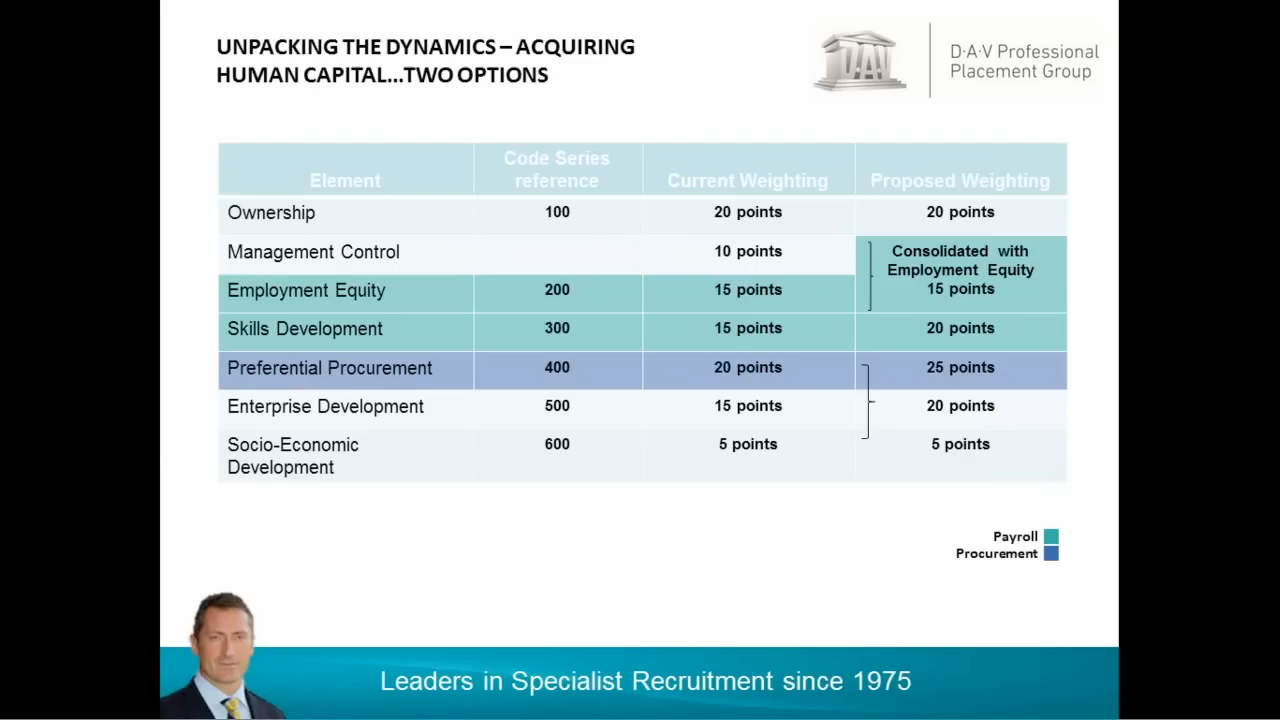 UNPACKING THE DYNAMICS – ACQUIRING
HUMAN CAPITAL...TWO OPTIONS
DAV
D·A·V Professional
Placement Group
Element
Code Series
reference
Current Weighting
Proposed Weighting
Ownership
100
20 points
20 points
Management Control
10 points
Consolidated with
Employment Equity
15 points
Employment Equity
200
15 points
Skills Development
300
15 points
20 points
Preferential Procurement
400
20 points
25 points
Enterprise Development
500
15 points
20 points
Socio-Economic
Development
600
5 points
5 points
Payroll
Procurement
Leaders in Specialist Recruitment since 1975